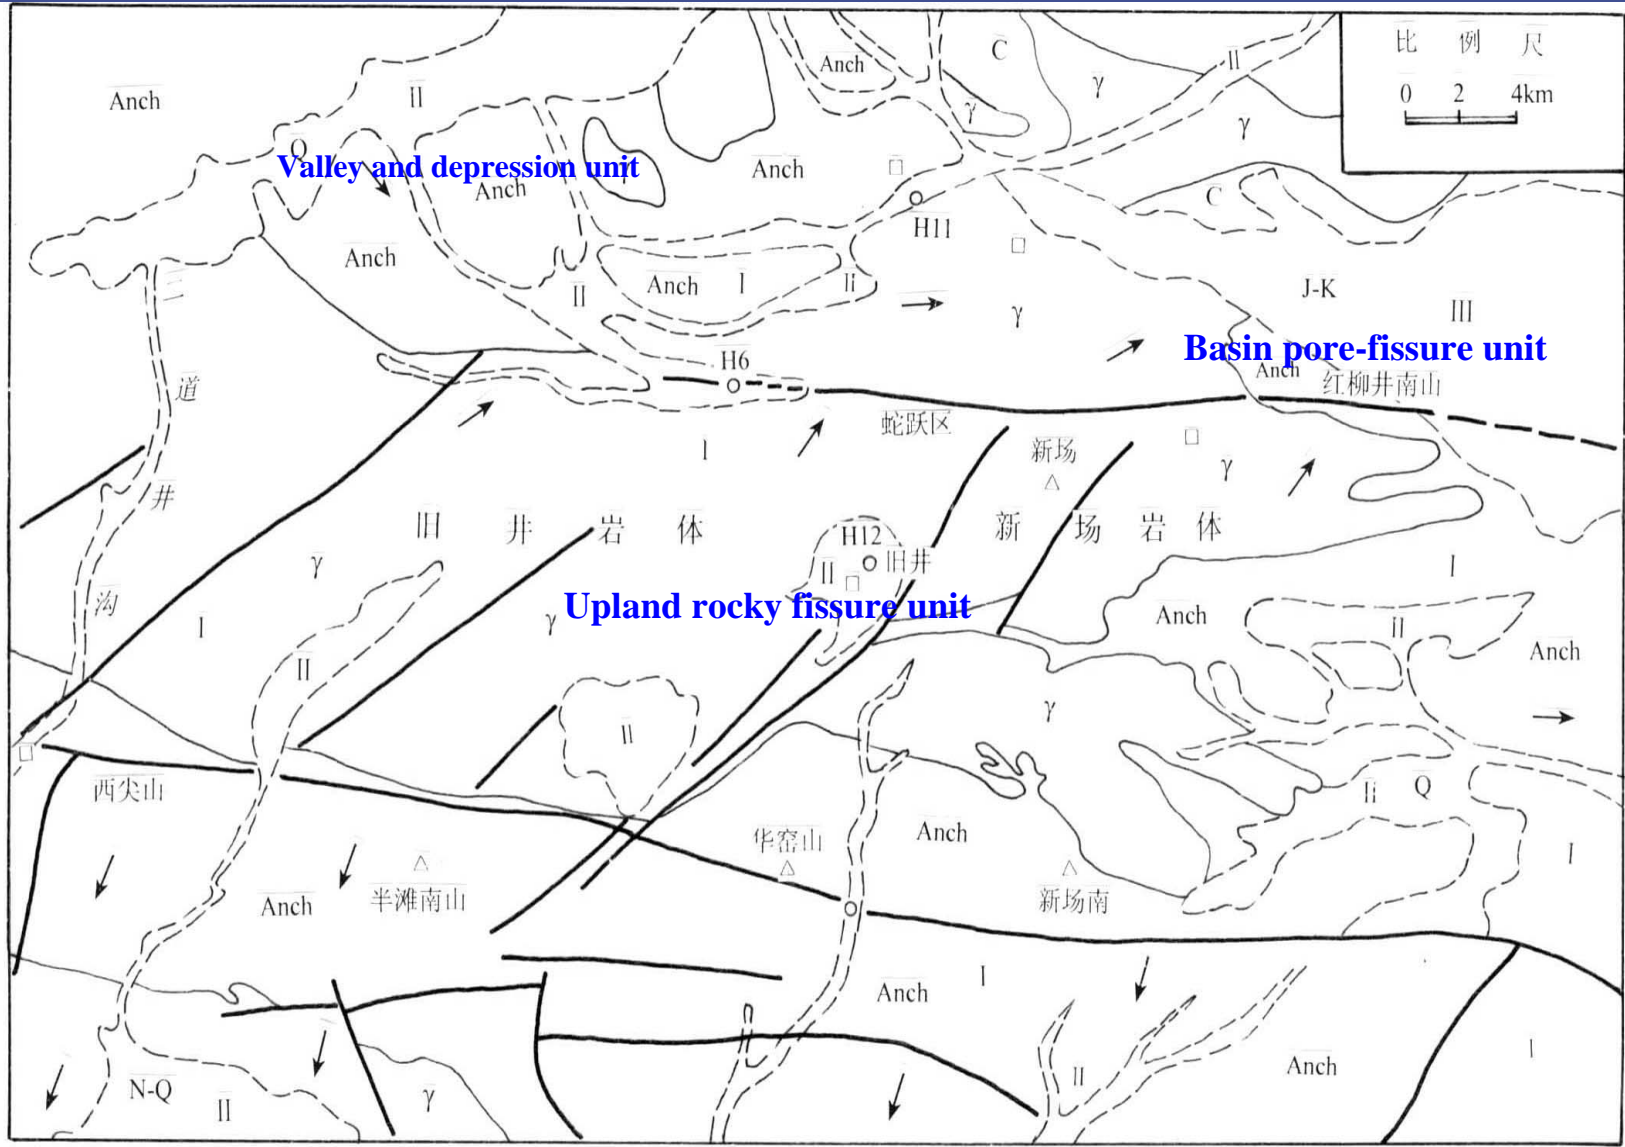 比 例 尺
0 2 4km
Anch
II
Anch
C
γ
II
γ
γ
Q
Valley and depression unit
Anch
Anch
C
Anch
H11
II
Anch
I
II
γ
J-K
III
Basin pore-fissure unit
Anch
红柳井南山
H6
三
道
井
沟
蛇跃区
I
新场
γ
旧 井 岩 体
新 场 岩 体
H12
旧井
II
γ
I
Upland rocky fissure unit
γ
I
Anch
II
Anch
II
II
γ
西尖山
II
Q
华窑山
Anch
I
Anch
半滩南山
新场南
Anch
I
N-Q
II
γ
II
Anch
I